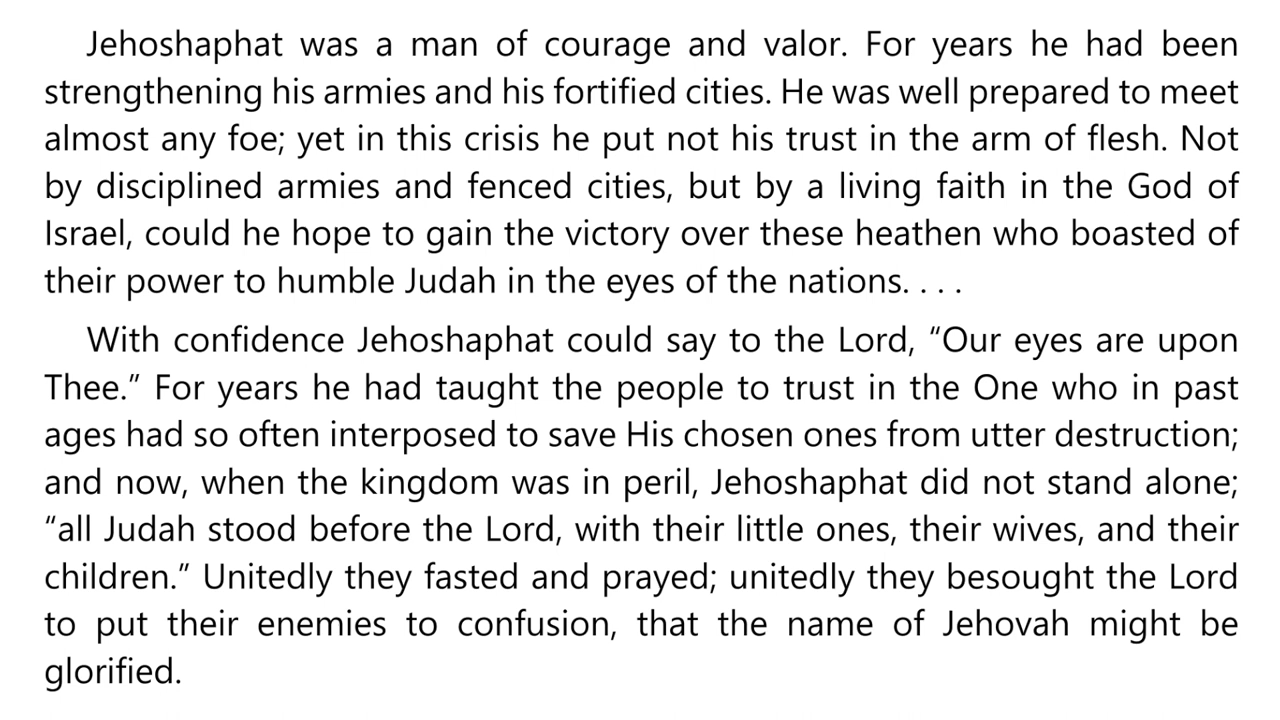 Jehoshaphat was a man of courage and valor. For years he had been
strengthening his armies and his fortified cities. He was well prepared to meet
almost any foe; yet in this crisis he put not his trust in the arm of flesh. Not
by disciplined armies and fenced cities, but by a living faith in the God of
Israel, could he hope to gain the victory over these heathen who boasted of
their power to humble Judah in the eyes of the nations. . . .
With confidence Jehoshaphat could say to the Lord, “Our eyes are upon
Thee.” For years he had taught the people to trust in the One who in past
ages had so often interposed to save His chosen ones from utter destruction;
and now, when the kingdom was in peril, Jehoshaphat did not stand alone;
“all Judah stood before the Lord, with their little ones, their wives, and their
children.” Unitedly they fasted and prayed; unitedly they besought the Lord
to put their enemies to confusion, that the name of Jehovah might be
glorified.